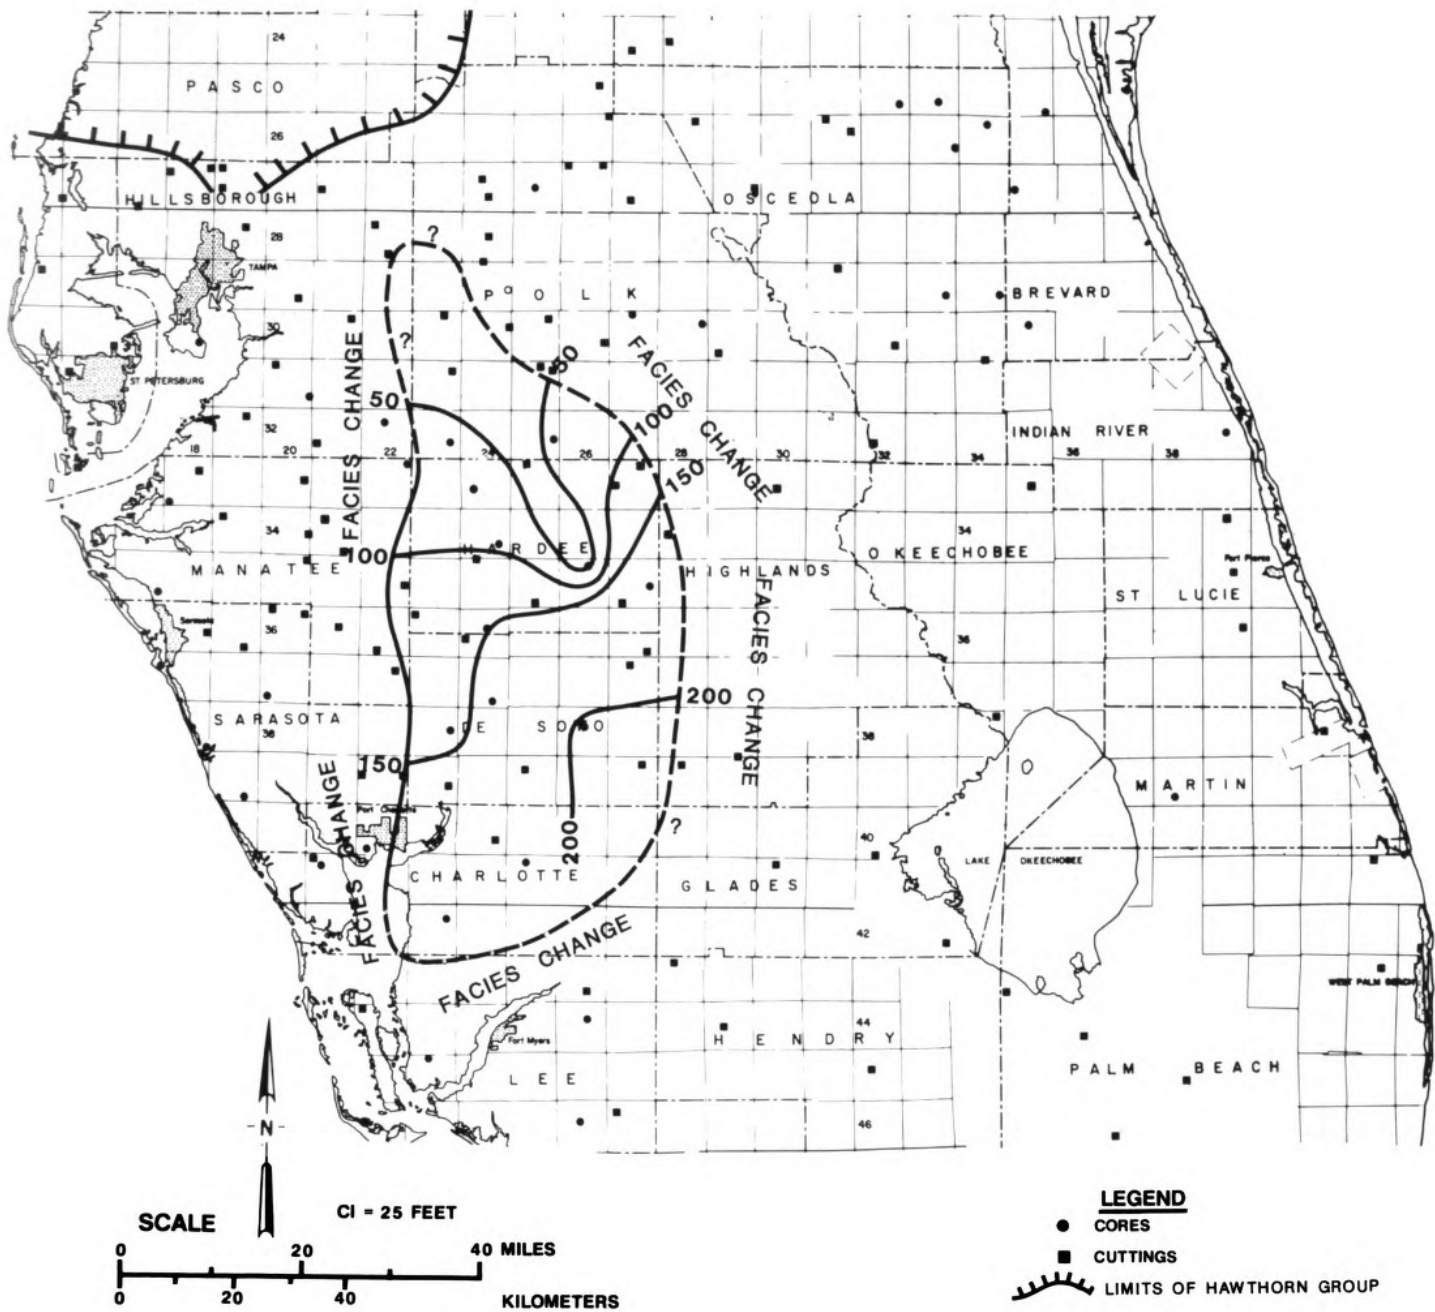 24
PASCO
26
HILLSBOROUGH
OSCEOLA
28
?
TAMPA
POLK
BREVARD
30
?
FACIES CHANGE
FACIES CHANGE
50
ST PETERSBURG
50
100
32
INDIAN RIVER
18
20
22
24
26
28
30
32
34
36
38
150
FACIES CHANGE
34
34
100
HARDEE
OKEECHOBEE
Fort Pierce
MANATEE
HIGHLANDS
ST LUCIE
Sarasota
36
36
FACIES CHANGE
200
SARASOTA
DE SOTO
38
38
150
MARTIN
Port Charlotte
?
200
40
LAKE OKEECHOBEE
CHARLOTTE
GLADES
FACIES CHANGE
42
FACIES CHANGE
WEST PALM BEACH
44
Fort Myers
HENDRY
LEE
PALM BEACH
46
N
SCALE
CI = 25 FEET
0 20 40 MILES
0 20 40 KILOMETERS
LEGEND
CORES
CUTTINGS
LIMITS OF HAWTHORN GROUP